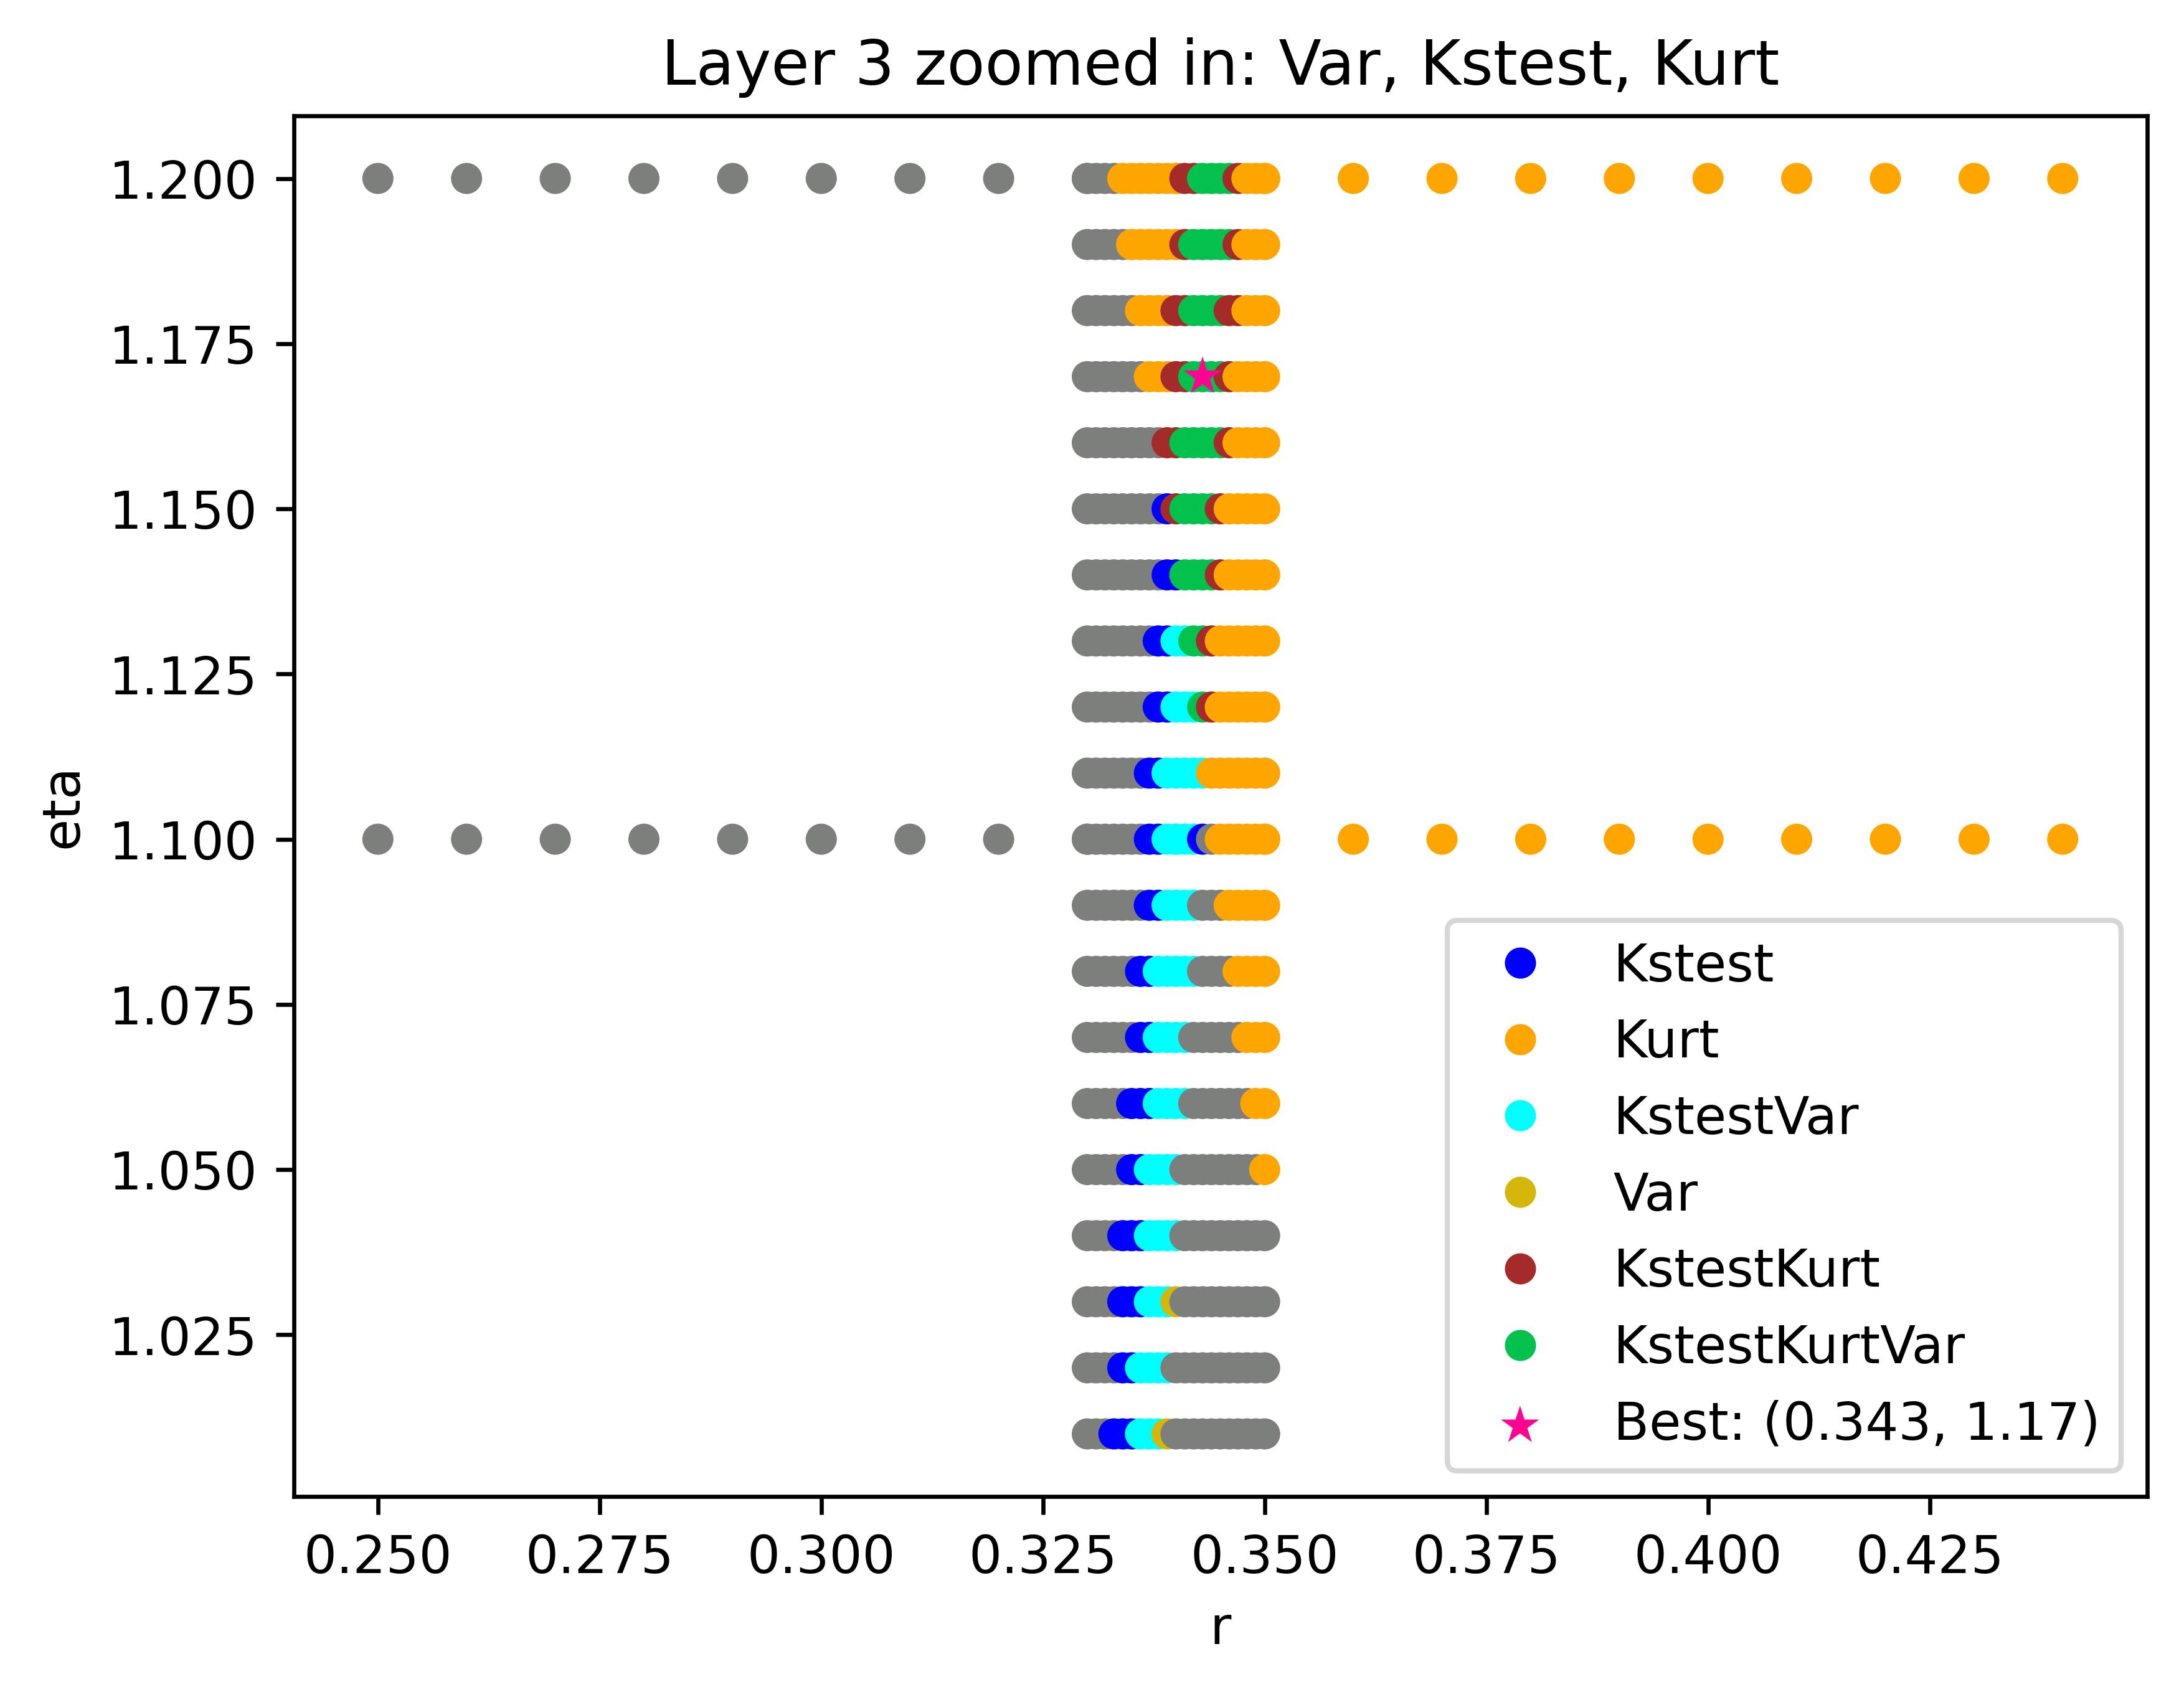 Layer 3 zoomed in: Var, Kstest, Kurt
1.200
1.175
1.150
1.125
1.100
1.075
1.050
1.025
eta
Kstest
Kurt
KstestVar
Var
KstestKurt
KstestKurtVar
Best: (0.343, 1.17)
0.250 0.275 0.300 0.325 0.350 0.375 0.400 0.425
r